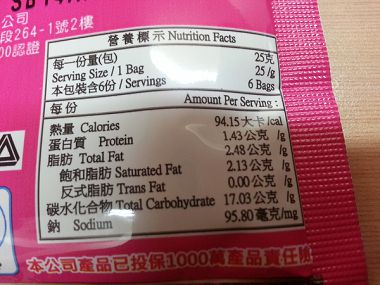 公司
段264-1號2樓
00認證
營養標示 Nutrition Facts
每一份量(包) 25克
Serving Size / 1 Bag 25 /g
本包裝含6份 / Servings 6 Bags
每份 Amount Per Serving :
熱量 Calories 94.15大卡/cal
蛋白質 Protein 1.43公克 /g
脂肪 Total Fat 2.48公克 /g
飽和脂肪 Saturated Fat 2.13公克 /g
反式脂肪 Trans Fat 0.00公克 /g
碳水化合物 Total Carbohydrate 17.03公克 /g
鈉 Sodium 95.80毫克/mg
本公司產品已投保1000萬產品責任險